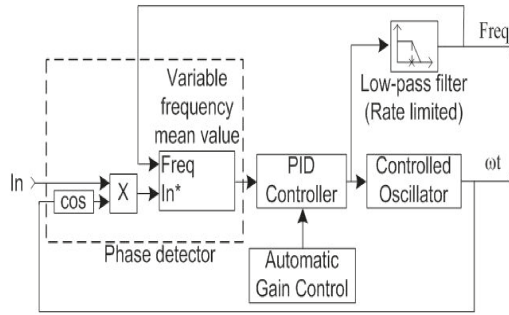 Freq
Variable
frequency
mean value
Low-pass filter
(Rate limited)
Freq
In*
PID
Controller
Controlled
Oscillator
ωt
In
cos
X
Phase detector
Automatic
Gain Control